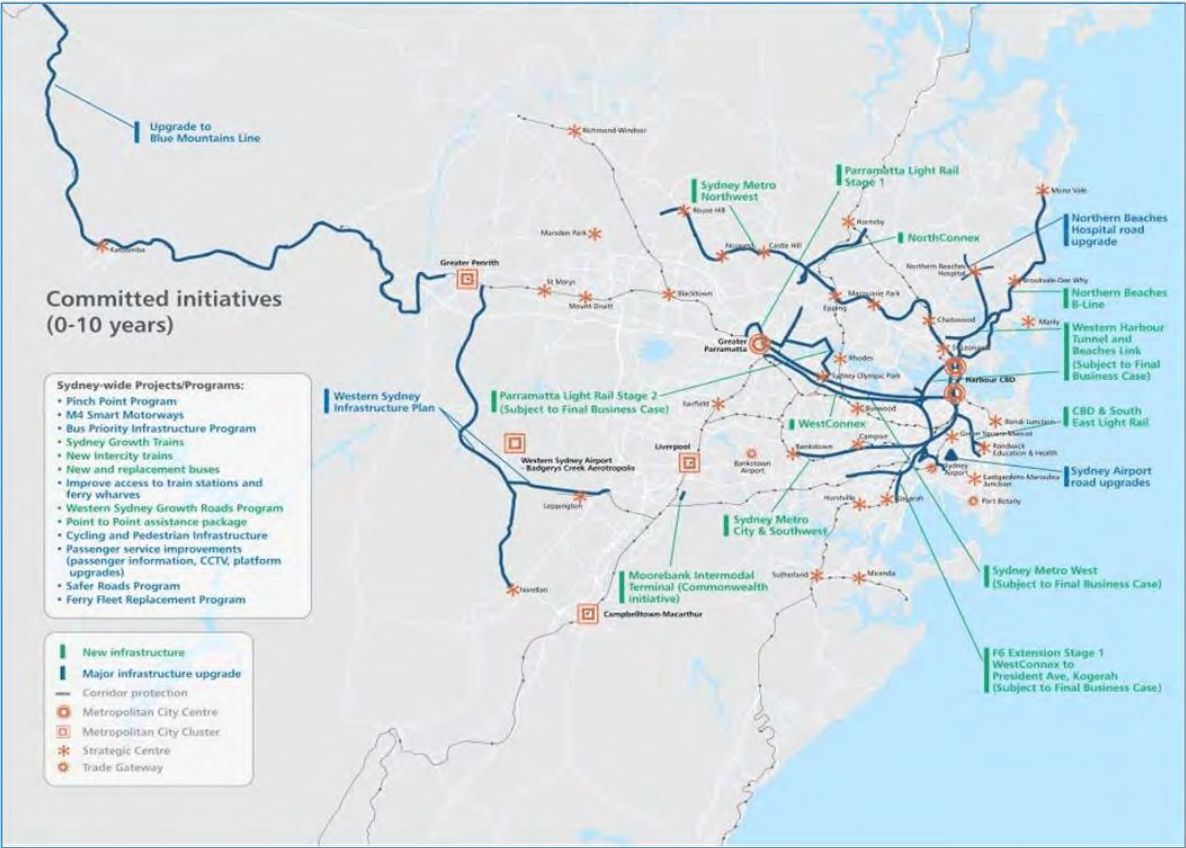 Upgrade to
Blue Mountains Line
Richmond-Windsor
Parramatta Light Rail
Stage 1
Sydney Metro
Northwest
Mona Vale
Rouse Hill
Hornsby
Northern Beaches
Hospital road
upgrade
Marsden Park
NorthConnex
Norwest
Castle Hill
Katoomba
Greater Penrith
Northern Beaches
Hospital
Brookvale-Dee Why
St Marys
Mount Druitt
Blacktown
Macquarie Park
Epping
Northern Beaches
B-Line
Committed initiatives
(0-10 years)
Chatswood
Manly
Western Harbour
Tunnel and
Beaches Link
(Subject to Final
Business Case)
Greater
Parramatta
St Leonards
Rhodes
Sydney Olympic Park
Harbour CBD
Sydney-wide Projects/Programs:
• Pinch Point Program
• M4 Smart Motorways
• Bus Priority Infrastructure Program
• Sydney Growth Trains
• New Intercity trains
• New and replacement buses
• Improve access to train stations and
ferry wharves
• Western Sydney Growth Roads Program
• Point to Point assistance package
• Cycling and Pedestrian Infrastructure
• Passenger service improvements
(passenger information, CCTV, platform
upgrades)
• Safer Roads Program
• Ferry Fleet Replacement Program
Western Sydney
Infrastructure Plan
Parramatta Light Rail Stage 2
(Subject to Final Business Case)
Fairfield
Burwood
WestConnex
Bondi Junction
CBD & South
East Light Rail
Campsie
Green Square-Mascot
Bankstown
Randwick
Education & Health
Liverpool
Western Sydney Airport
- Badgerys Creek Aerotropolis
Bankstown
Airport
Sydney
Airport
Sydney Airport
road upgrades
Eastgardens-Maroubra
Junction
Leppington
Hurstville
Kogarah
Port Botany
Sydney Metro
City & Southwest
Moorebank Intermodal
Terminal (Commonwealth
initiative)
Sutherland
Miranda
Sydney Metro West
(Subject to Final Business Case)
Narellan
Campbelltown-Macarthur
F6 Extension Stage 1
WestConnex to
President Ave, Kogerah
(Subject to Final Business Case)
New infrastructure
Major infrastructure upgrade
Corridor protection
Metropolitan City Centre
Metropolitan City Cluster
Strategic Centre
Trade Gateway